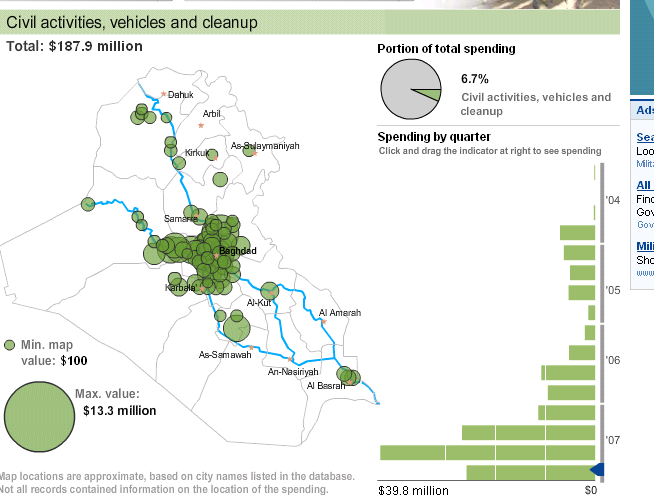 Civil activities, vehicles and cleanup
Total: $187.9 million
Portion of total spending
6.7%
Civil activities, vehicles and
cleanup
Spending by quarter
Click and drag the indicator at right to see spending
'04
'05
'06
'07
$39.8 million
$0
Dahuk
Arbil
Kirkuk
As-Sulaymaniyah
Samarra
Baghdad
Karbala
Al-Kut
Al Amarah
As-Samawah
An-Nasiriyah
Al Basrah
Min. map
value: $100
Max. value:
$13.3 million
Map locations are approximate, based on city names listed in the database.
Not all records contained information on the location of the spending.
Ads
Sea
Loo
Milit
All
Find
Gov
Gov
Mili
Sho
www